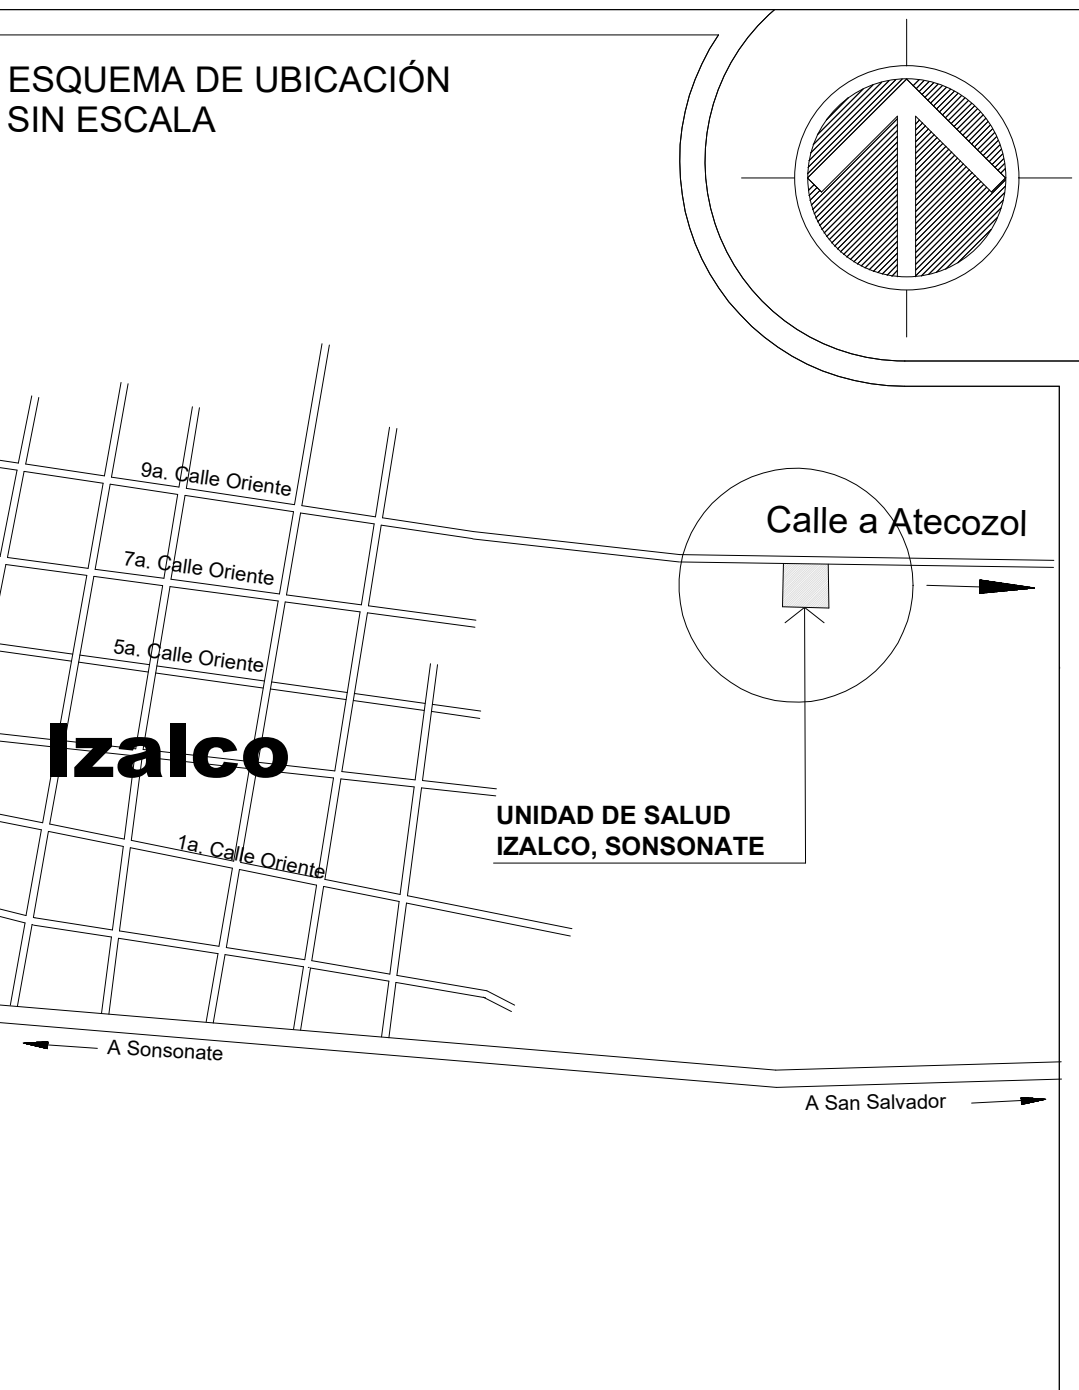 ESQUEMA DE UBICACIÓN
SIN ESCALA
9a. Calle Oriente
Calle a Atecozol
7a. Calle Oriente
5a. Calle Oriente
Izalco
UNIDAD DE SALUD
IZALCO, SONSONATE
1a. Calle Oriente
A Sonsonate
A San Salvador